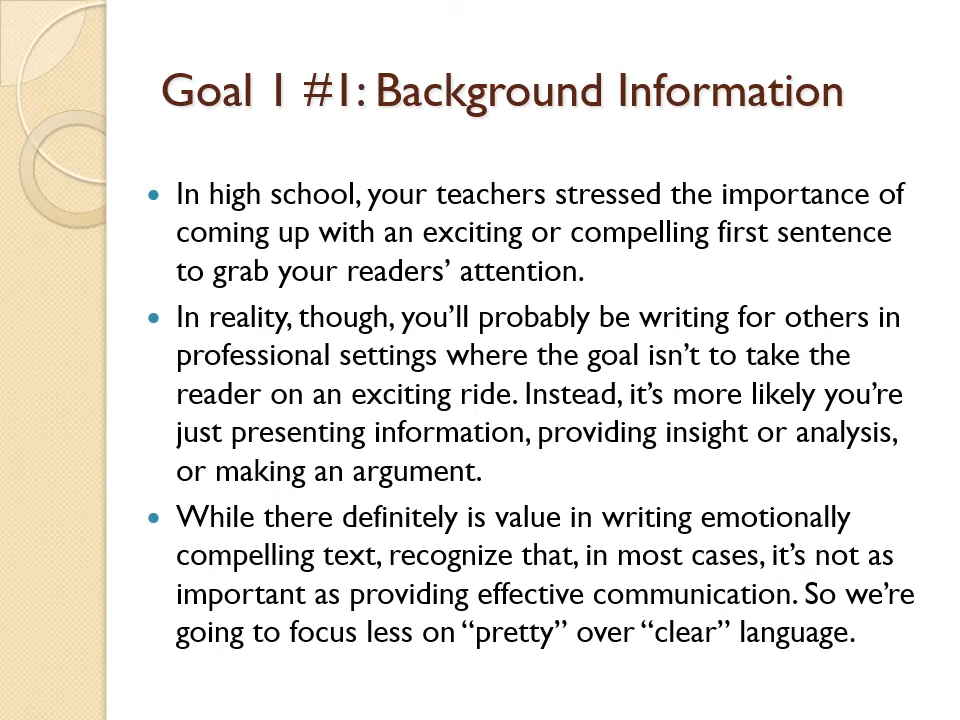 Goal 1 #1: Background Information
• In high school, your teachers stressed the importance of
coming up with an exciting or compelling first sentence
to grab your readers’ attention.
• In reality, though, you’ll probably be writing for others in
professional settings where the goal isn’t to take the
reader on an exciting ride. Instead, it’s more likely you’re
just presenting information, providing insight or analysis,
or making an argument.
• While there definitely is value in writing emotionally
compelling text, recognize that, in most cases, it’s not as
important as providing effective communication. So we’re
going to focus less on “pretty” over “clear” language.